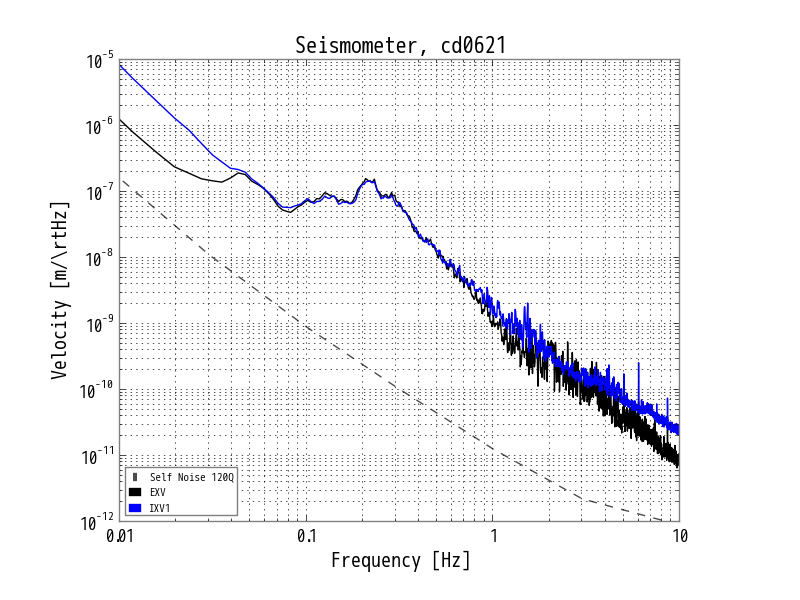 Seismometer, cd0621
10-5
10-6
10-7
10-8
10-9
10-10
10-11
10-12
Velocity [m/\rtHz]
Self Noise 120Q
EXV
IXV1
0.01 0.1 1 10
Frequency [Hz]